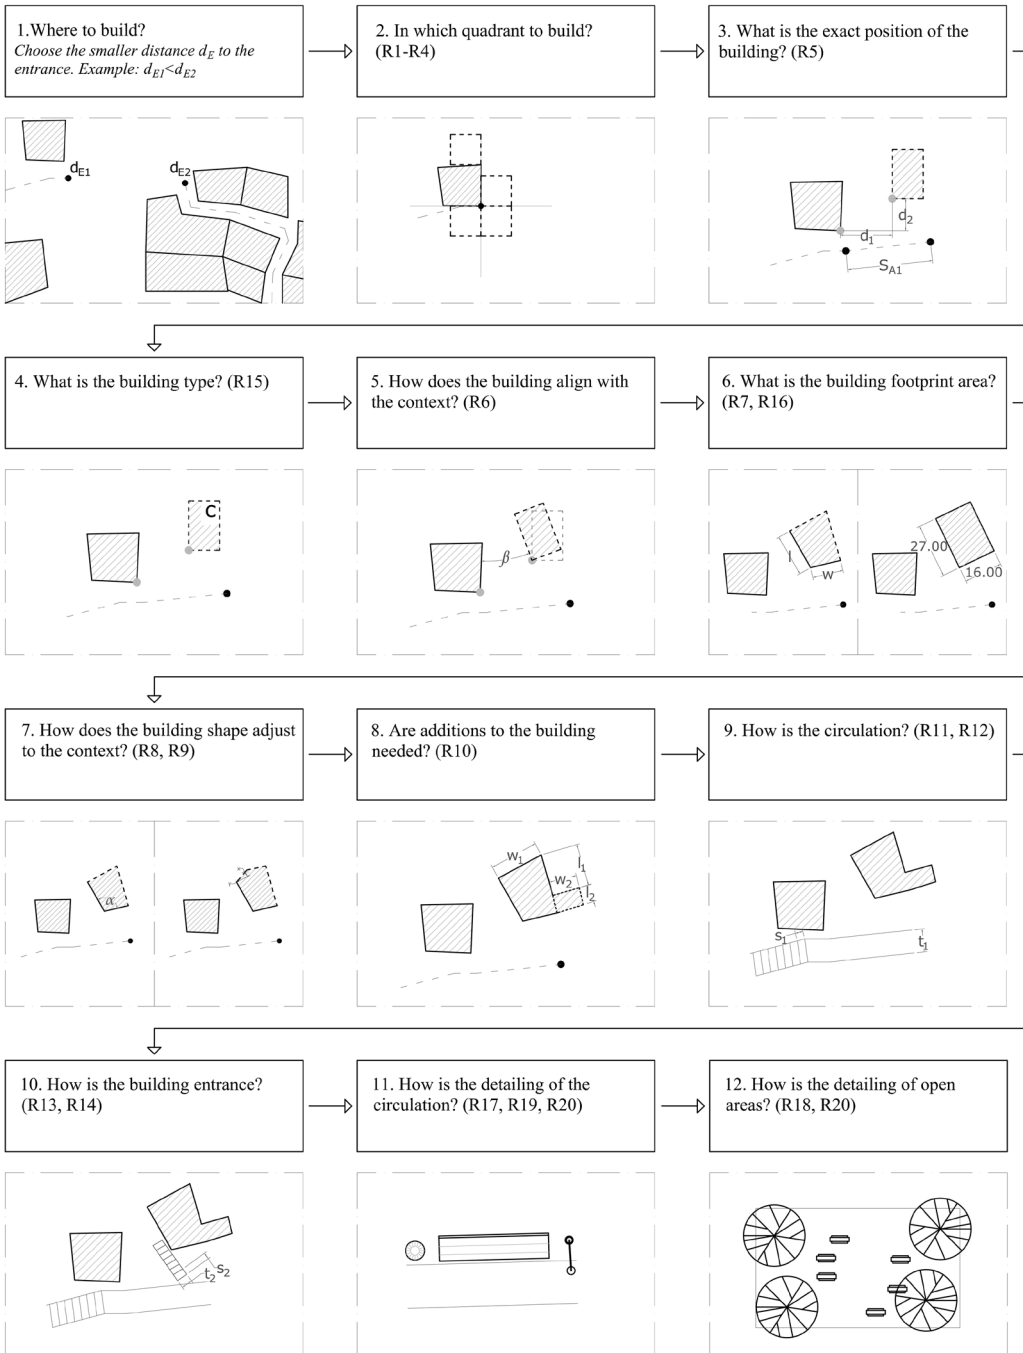 1.Where to build?
Choose the smaller distance dE to the
entrance. Example: dE1<dE2
2. In which quadrant to build?
(R1-R4)
3. What is the exact position of the
building? (R5)
dE1
dE2
d2
d1
SA1
4. What is the building type? (R15)
5. How does the building align with
the context? (R6)
6. What is the building footprint area?
(R7, R16)
C
β
l
w
27.00
16.00
7. How does the building shape adjust
to the context? (R8, R9)
8. Are additions to the building
needed? (R10)
9. How is the circulation? (R11, R12)
α
w1
l1
w2
l2
s1
t1
10. How is the building entrance?
(R13, R14)
11. How is the detailing of the
circulation? (R17, R19, R20)
12. How is the detailing of open
areas? (R18, R20)
t2
s2